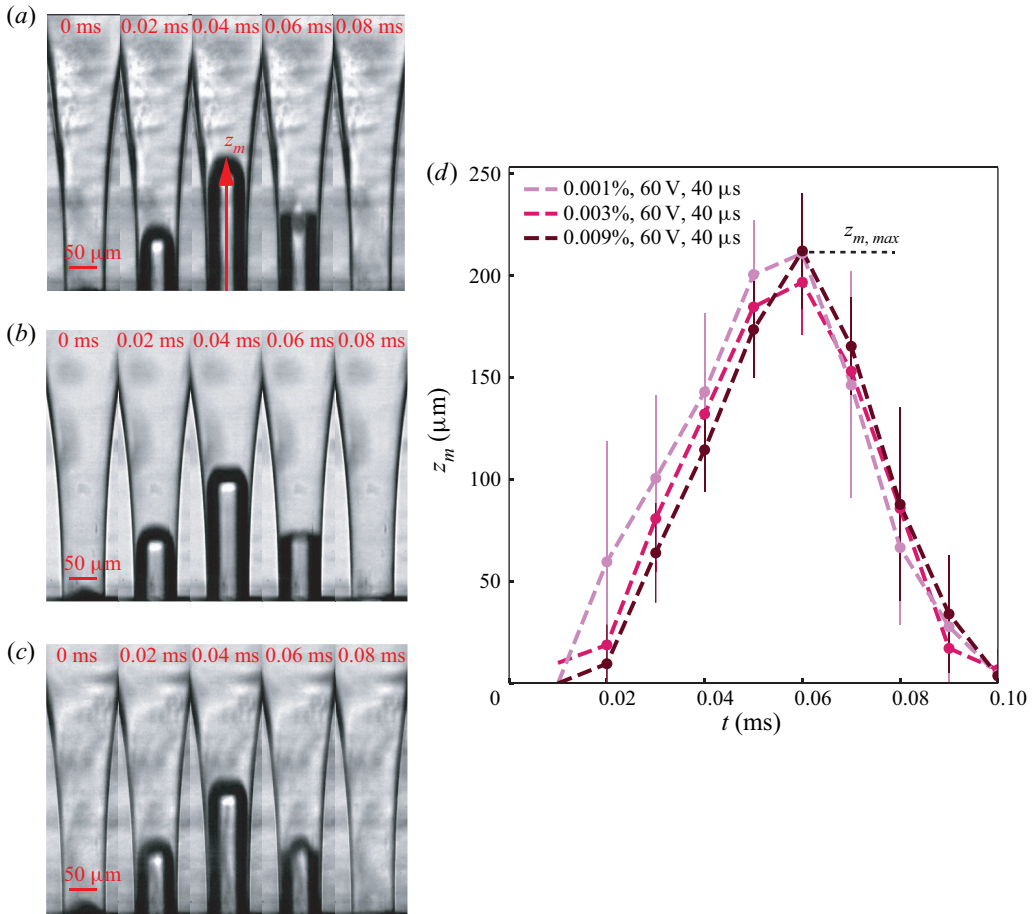 (a)
0 ms 0.02 ms 0.04 ms 0.06 ms 0.08 ms
z_m
50 µm
(b)
0 ms 0.02 ms 0.04 ms 0.06 ms 0.08 ms
50 µm
(c)
0 ms 0.02 ms 0.04 ms 0.06 ms 0.08 ms
50 µm
(d)
250
200
150
100
50
0
0.02 0.04 0.06 0.08 0.10
z_m (µm)
t (ms)
0.001%, 60 V, 40 µs
0.003%, 60 V, 40 µs
0.009%, 60 V, 40 µs
z_m, max